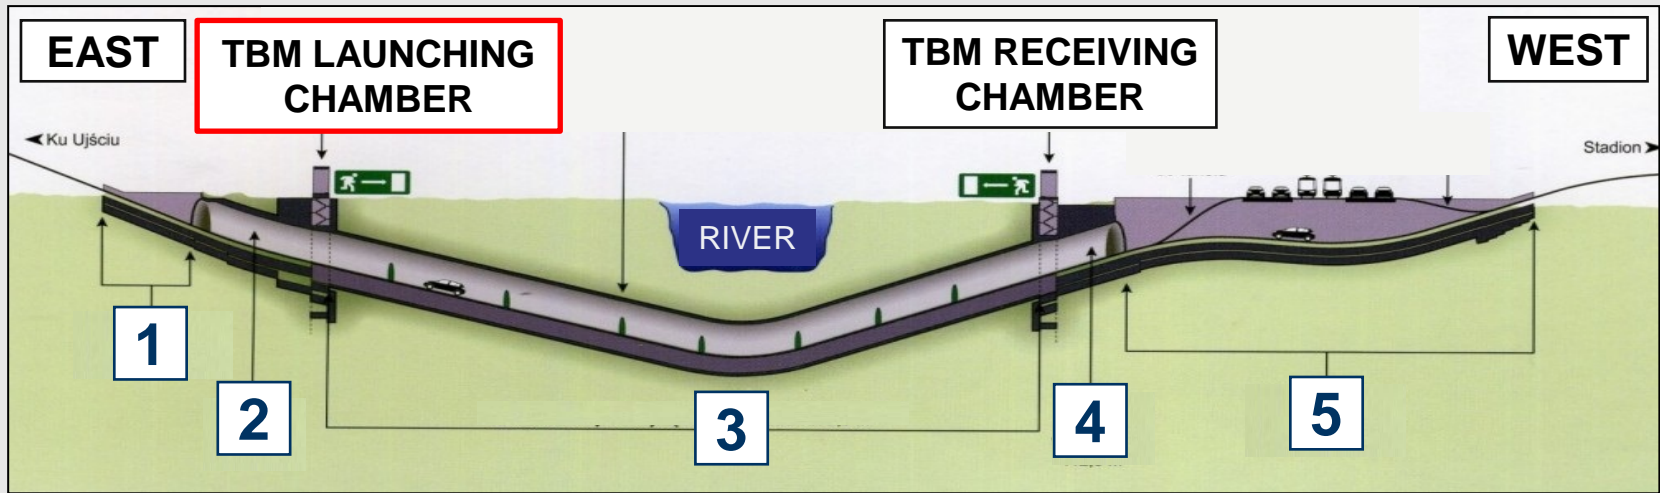 EAST
TBM LAUNCHING
CHAMBER
TBM RECEIVING
CHAMBER
WEST
Ku Ujściu
Stadion
RIVER
1
2
3
4
5